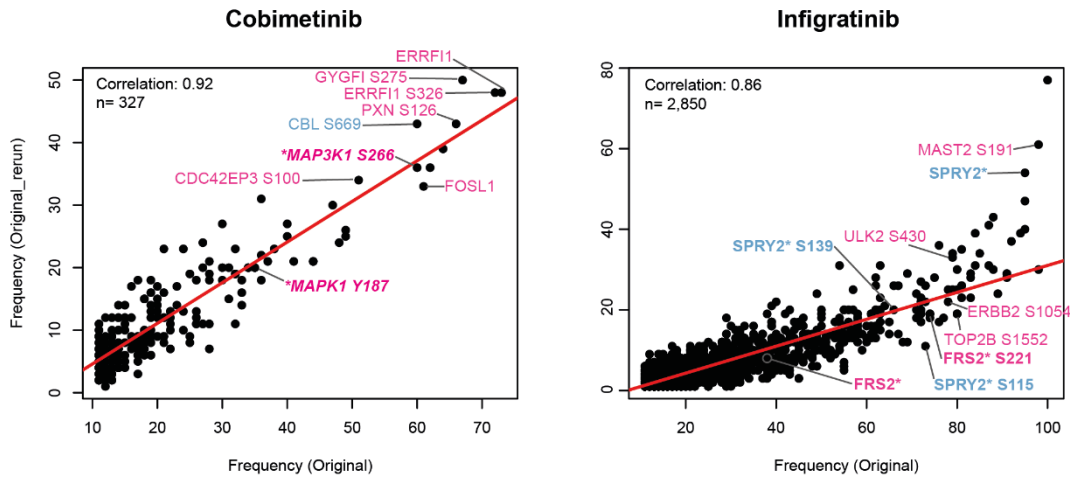 Cobimetinib
Correlation: 0.92
n= 327
ERRFI1
GYGFI S275
ERRFI1 S326
PXN S126
CBL S669
*MAP3K1 S266
CDC42EP3 S100
FOSL1
*MAPK1 Y187
0
10
20
30
40
50
Frequency (Original_rerun)
10
20
30
40
50
60
70
Frequency (Original)
Infigratinib
Correlation: 0.86
n= 2,850
MAST2 S191
SPRY2*
ULK2 S430
SPRY2* S139
ERBB2 S1054
TOP2B S1552
FRS2* S221
FRS2*
SPRY2* S115
0
20
40
60
80
20
40
60
80
100
Frequency (Original)